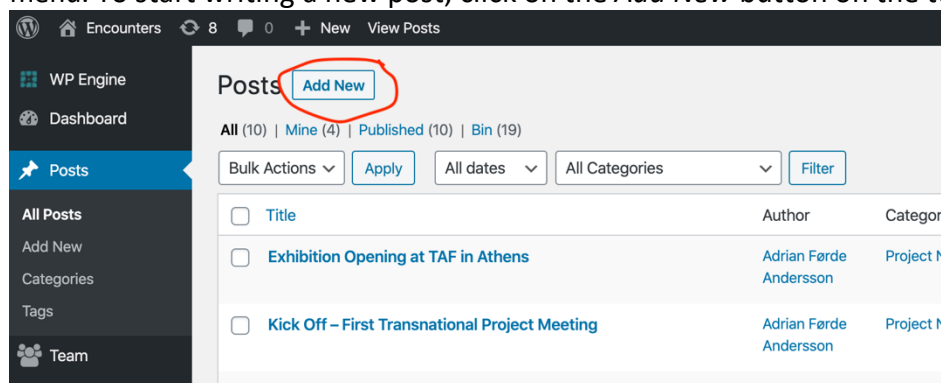 menu. To start writing a new post, click on the Add New button on the t
Encounters 8 0 + New View Posts
WP Engine
Dashboard
Posts
All Posts
Add New
Categories
Tags
Team
Posts Add New
All (10) | Mine (4) | Published (10) | Bin (19)
Bulk Actions Apply All dates All Categories Filter
Title Author Categor
Exhibition Opening at TAF in Athens Adrian Førde Project N
Andersson
Kick Off – First Transnational Project Meeting Adrian Førde Project N
Andersson